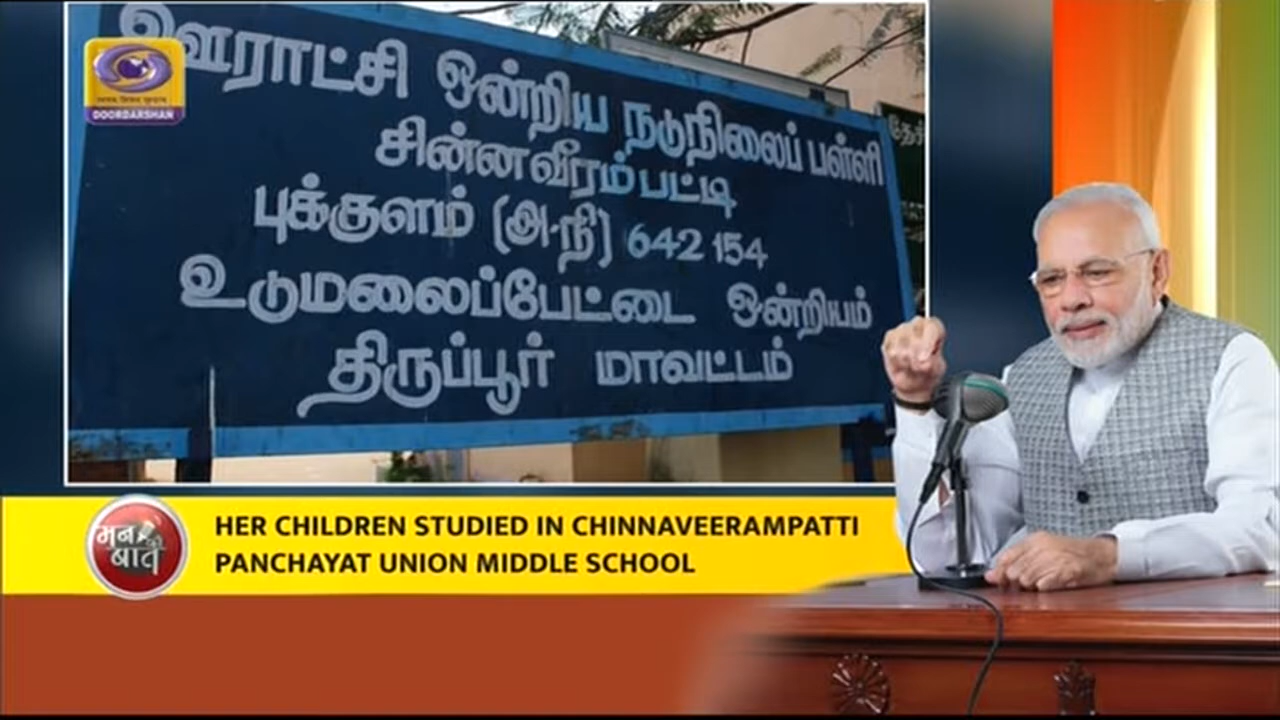 ஊராட்சி ஒன்றிய நடுநிலைப் பள்ளி
சின்னவீரம்பட்டி
புக்குளம் (அ.நி) 642 154
உடுமலைப்பேட்டை ஒன்றியம்
திருப்பூர் மாவட்டம்
DOORDARSHAN
मन की बात
HER CHILDREN STUDIED IN CHINNAVEERAMPATTI
PANCHAYAT UNION MIDDLE SCHOOL